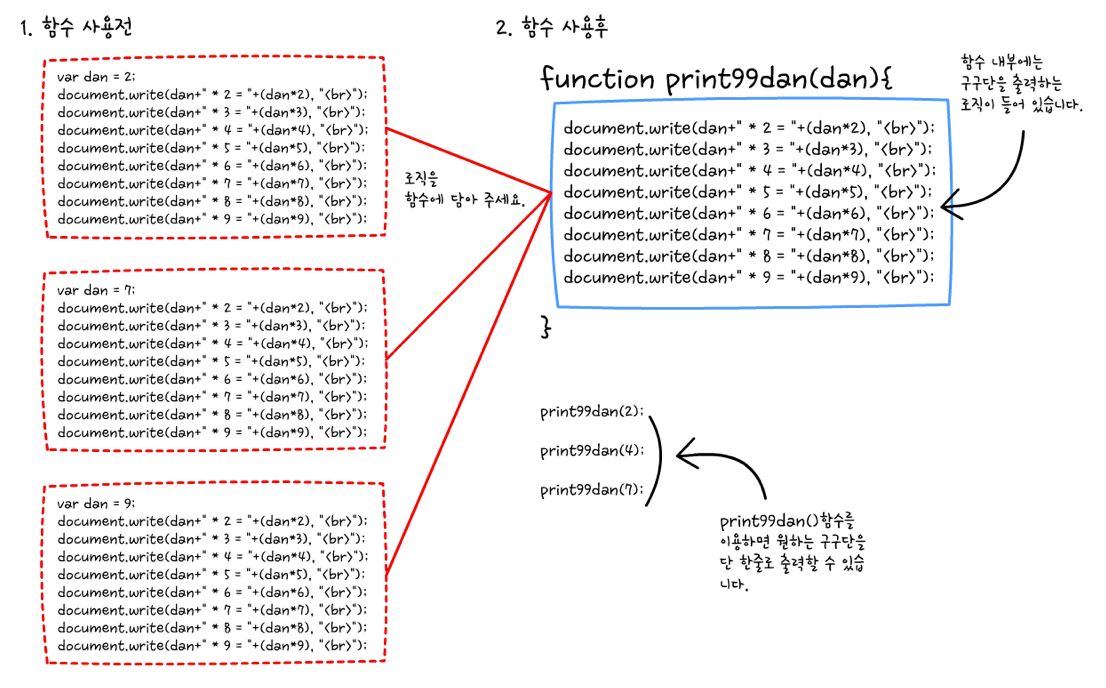 1. 함수 사용전
var dan = 2;
document.write(dan+" * 2 = "+(dan*2), "<br>");
document.write(dan+" * 3 = "+(dan*3), "<br>");
document.write(dan+" * 4 = "+(dan*4), "<br>");
document.write(dan+" * 5 = "+(dan*5), "<br>");
document.write(dan+" * 6 = "+(dan*6), "<br>");
document.write(dan+" * 7 = "+(dan*7), "<br>");
document.write(dan+" * 8 = "+(dan*8), "<br>");
document.write(dan+" * 9 = "+(dan*9), "<br>");
var dan = 7;
document.write(dan+" * 2 = "+(dan*2), "<br>");
document.write(dan+" * 3 = "+(dan*3), "<br>");
document.write(dan+" * 4 = "+(dan*4), "<br>");
document.write(dan+" * 5 = "+(dan*5), "<br>");
document.write(dan+" * 6 = "+(dan*6), "<br>");
document.write(dan+" * 7 = "+(dan*7), "<br>");
document.write(dan+" * 8 = "+(dan*8), "<br>");
document.write(dan+" * 9 = "+(dan*9), "<br>");
var dan = 9;
document.write(dan+" * 2 = "+(dan*2), "<br>");
document.write(dan+" * 3 = "+(dan*3), "<br>");
document.write(dan+" * 4 = "+(dan*4), "<br>");
document.write(dan+" * 5 = "+(dan*5), "<br>");
document.write(dan+" * 6 = "+(dan*6), "<br>");
document.write(dan+" * 7 = "+(dan*7), "<br>");
document.write(dan+" * 8 = "+(dan*8), "<br>");
document.write(dan+" * 9 = "+(dan*9), "<br>");
로직을
함수에 담아 주세요.
2. 함수 사용후
function print99dan(dan){
document.write(dan+" * 2 = "+(dan*2), "<br>");
document.write(dan+" * 3 = "+(dan*3), "<br>");
document.write(dan+" * 4 = "+(dan*4), "<br>");
document.write(dan+" * 5 = "+(dan*5), "<br>");
document.write(dan+" * 6 = "+(dan*6), "<br>");
document.write(dan+" * 7 = "+(dan*7), "<br>");
document.write(dan+" * 8 = "+(dan*8), "<br>");
document.write(dan+" * 9 = "+(dan*9), "<br>");
}
함수 내부에는
구구단을 출력하는
로직이 들어 있습니다.
print99dan(2);
print99dan(4);
print99dan(7);
print99dan()함수를
이용하면 원하는 구구단을
단 한줄로 출력할 수 있습
니다.